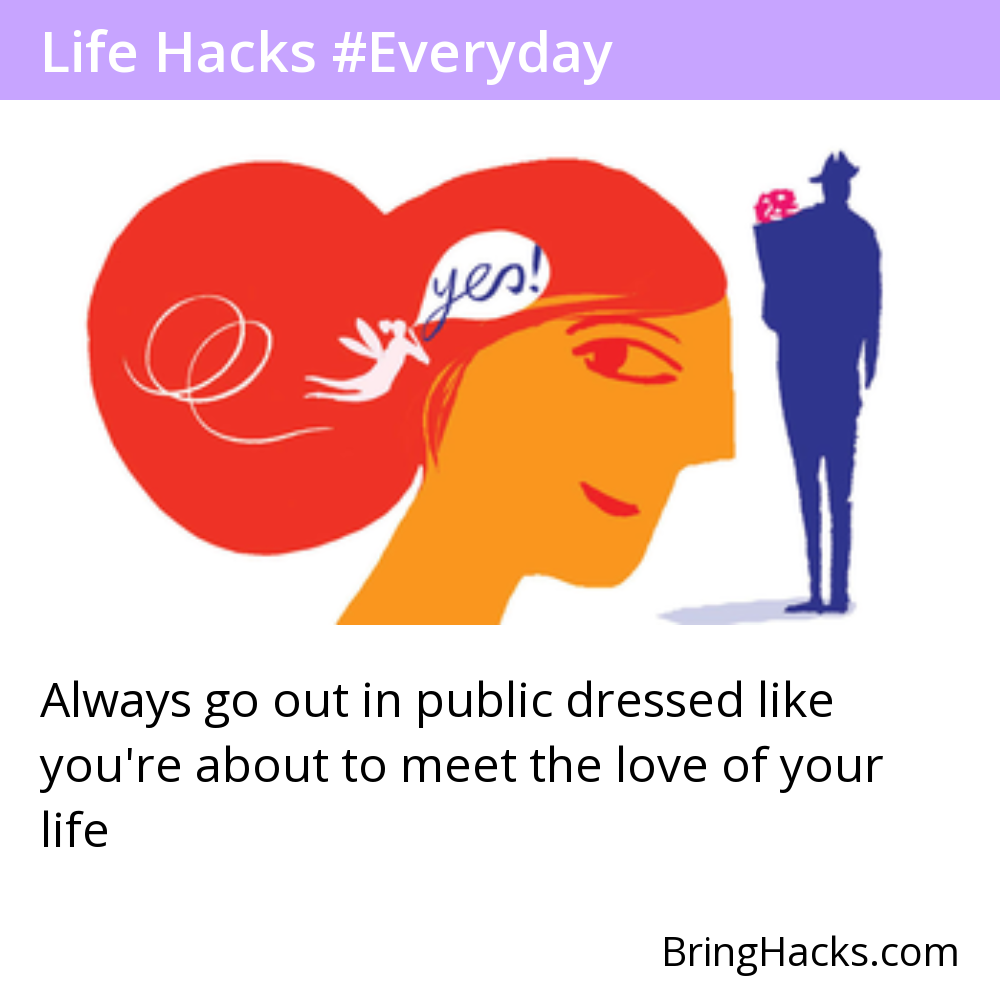 Life Hacks #Everyday
yes!
Always go out in public dressed like
you're about to meet the love of your
life
BringHacks.com